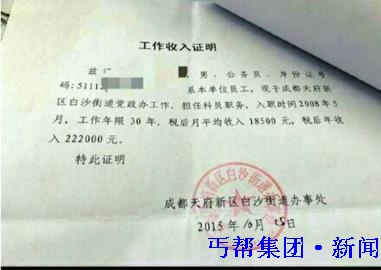 工作收入证明
兹 ，男，公务员，身份证号
码：51112 系本单位员工，现于成都天府新
区白沙街道党政办工作，担任科员职务，入职时间2008年5
月，工作年限30年，税后月平均收入18500元，税后年收
入222000元。
特此证明
成都天府新区白沙街道办事处
2015年10月 日
丐帮集团·新闻